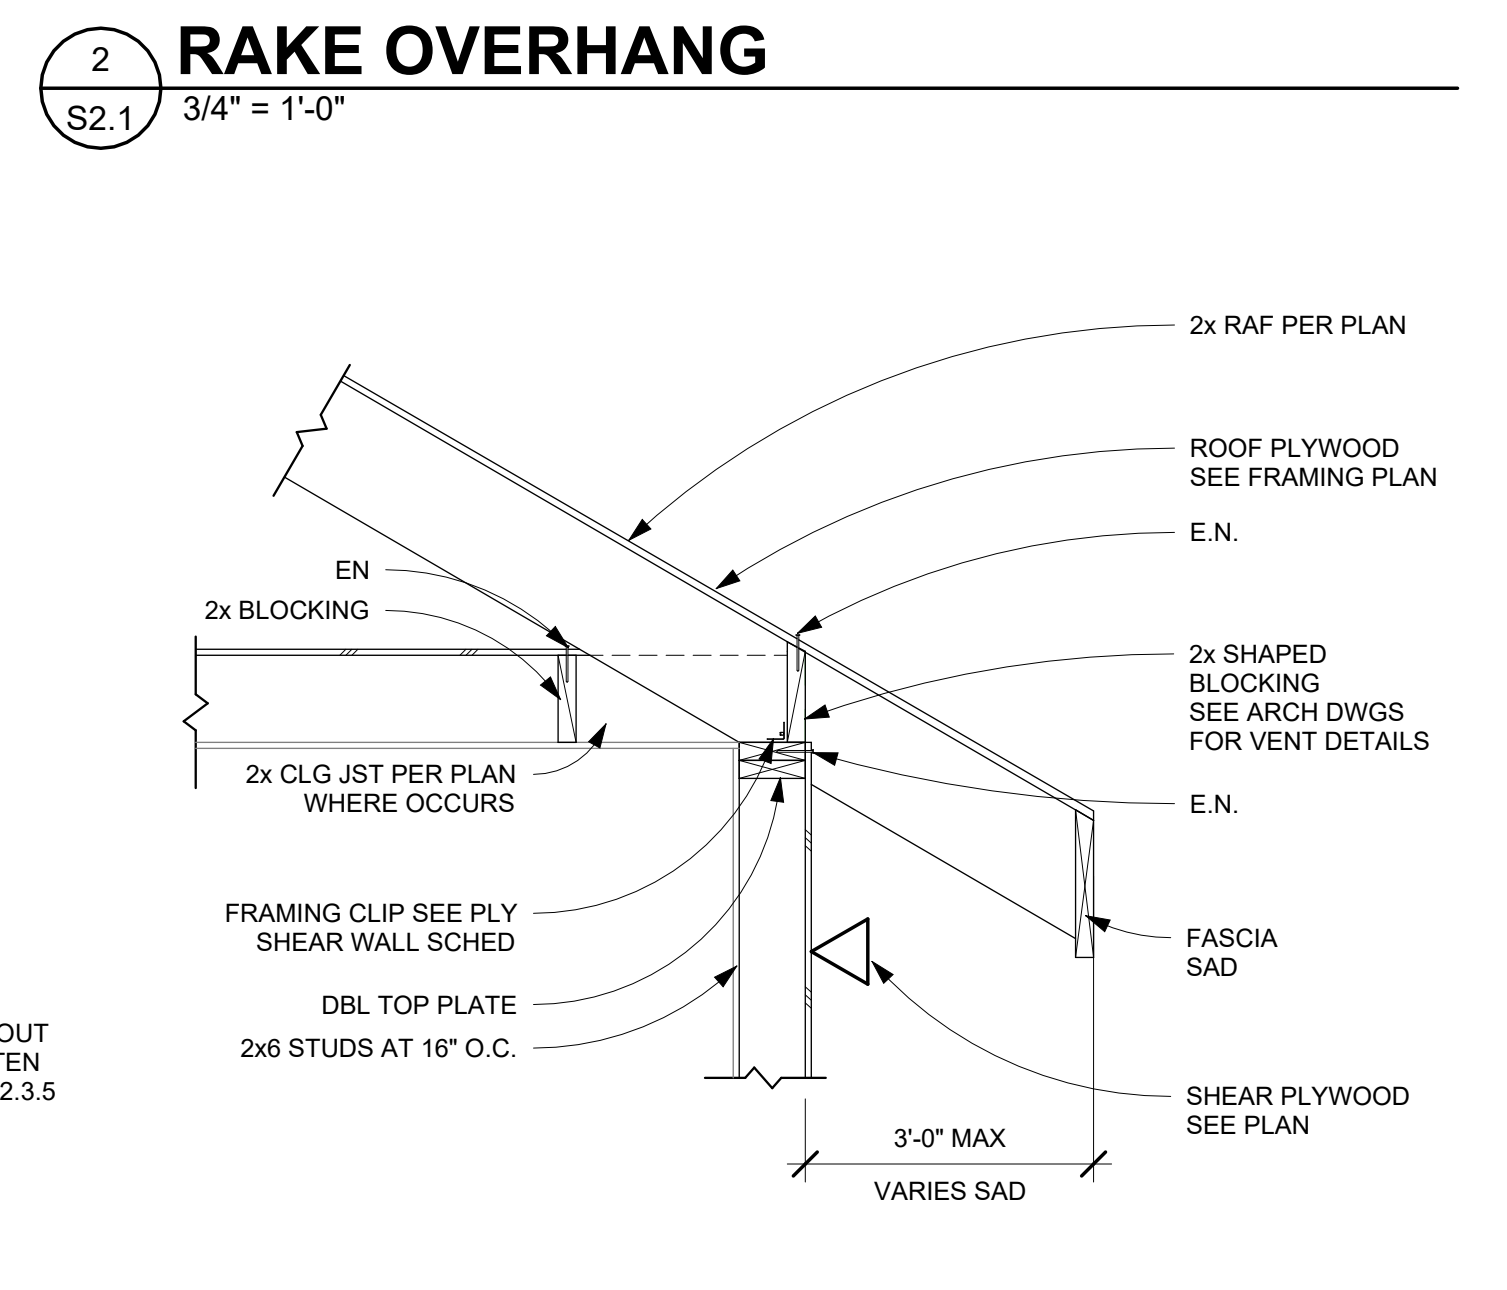 2
S2.1
RAKE OVERHANG
3/4" = 1'-0"
2x RAF PER PLAN
ROOF PLYWOOD
SEE FRAMING PLAN
E.N.
EN
2x BLOCKING
2x SHAPED
BLOCKING
SEE ARCH DWGS
FOR VENT DETAILS
2x CLG JST PER PLAN
WHERE OCCURS
E.N.
FRAMING CLIP SEE PLY
SHEAR WALL SCHED
FASCIA
SAD
DBL TOP PLATE
2x6 STUDS AT 16" O.C.
OUT
TEN
2.3.5
SHEAR PLYWOOD
SEE PLAN
3'-0" MAX
VARIES SAD